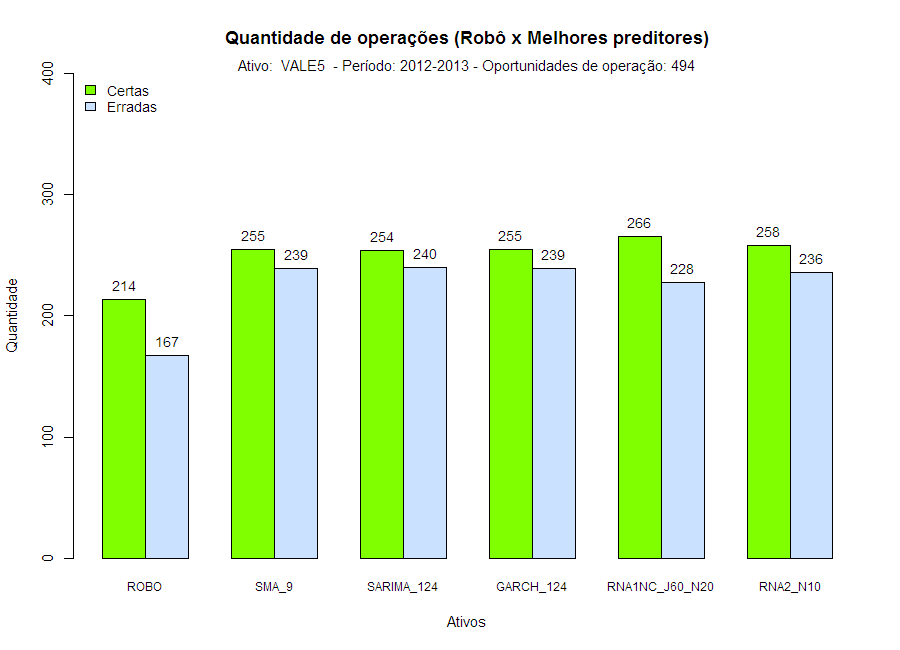 Quantidade de operações (Robô x Melhores preditores)
Ativo:  VALE5  - Período: 2012-2013 - Oportunidades de operação: 494
Certas
Erradas
Quantidade
400
300
200
100
0
214
167
255
239
254
240
255
239
266
228
258
236
ROBO
SMA_9
SARIMA_124
GARCH_124
RNA1NC_J60_N20
RNA2_N10
Ativos